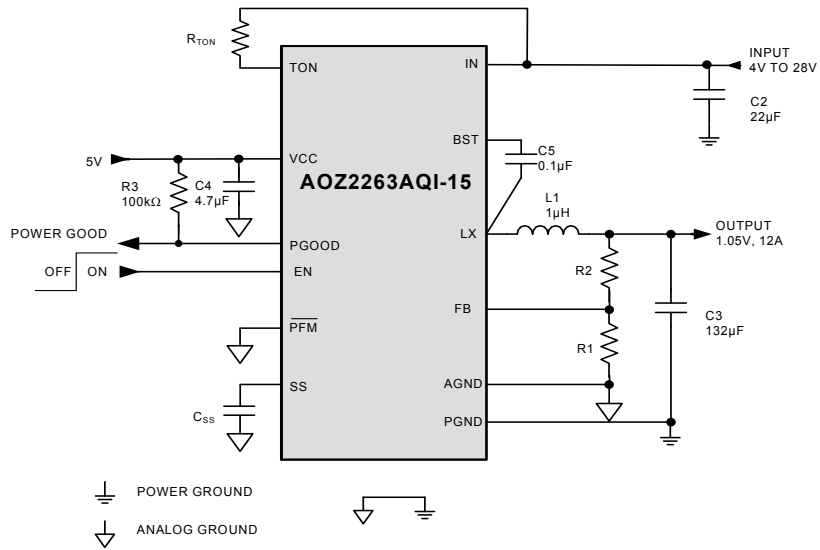 R_TON
TON
IN
INPUT
4V TO 28V
C2
22µF
BST
C5
0.1µF
5V
VCC
AOZ2263AQI-15
R3
100kΩ
C4
4.7µF
L1
1µH
LX
OUTPUT
1.05V, 12A
POWER GOOD
PGOOD
R2
OFF
ON
EN
FB
C3
132µF
PFM
R1
SS
AGND
C_SS
PGND
POWER GROUND
ANALOG GROUND